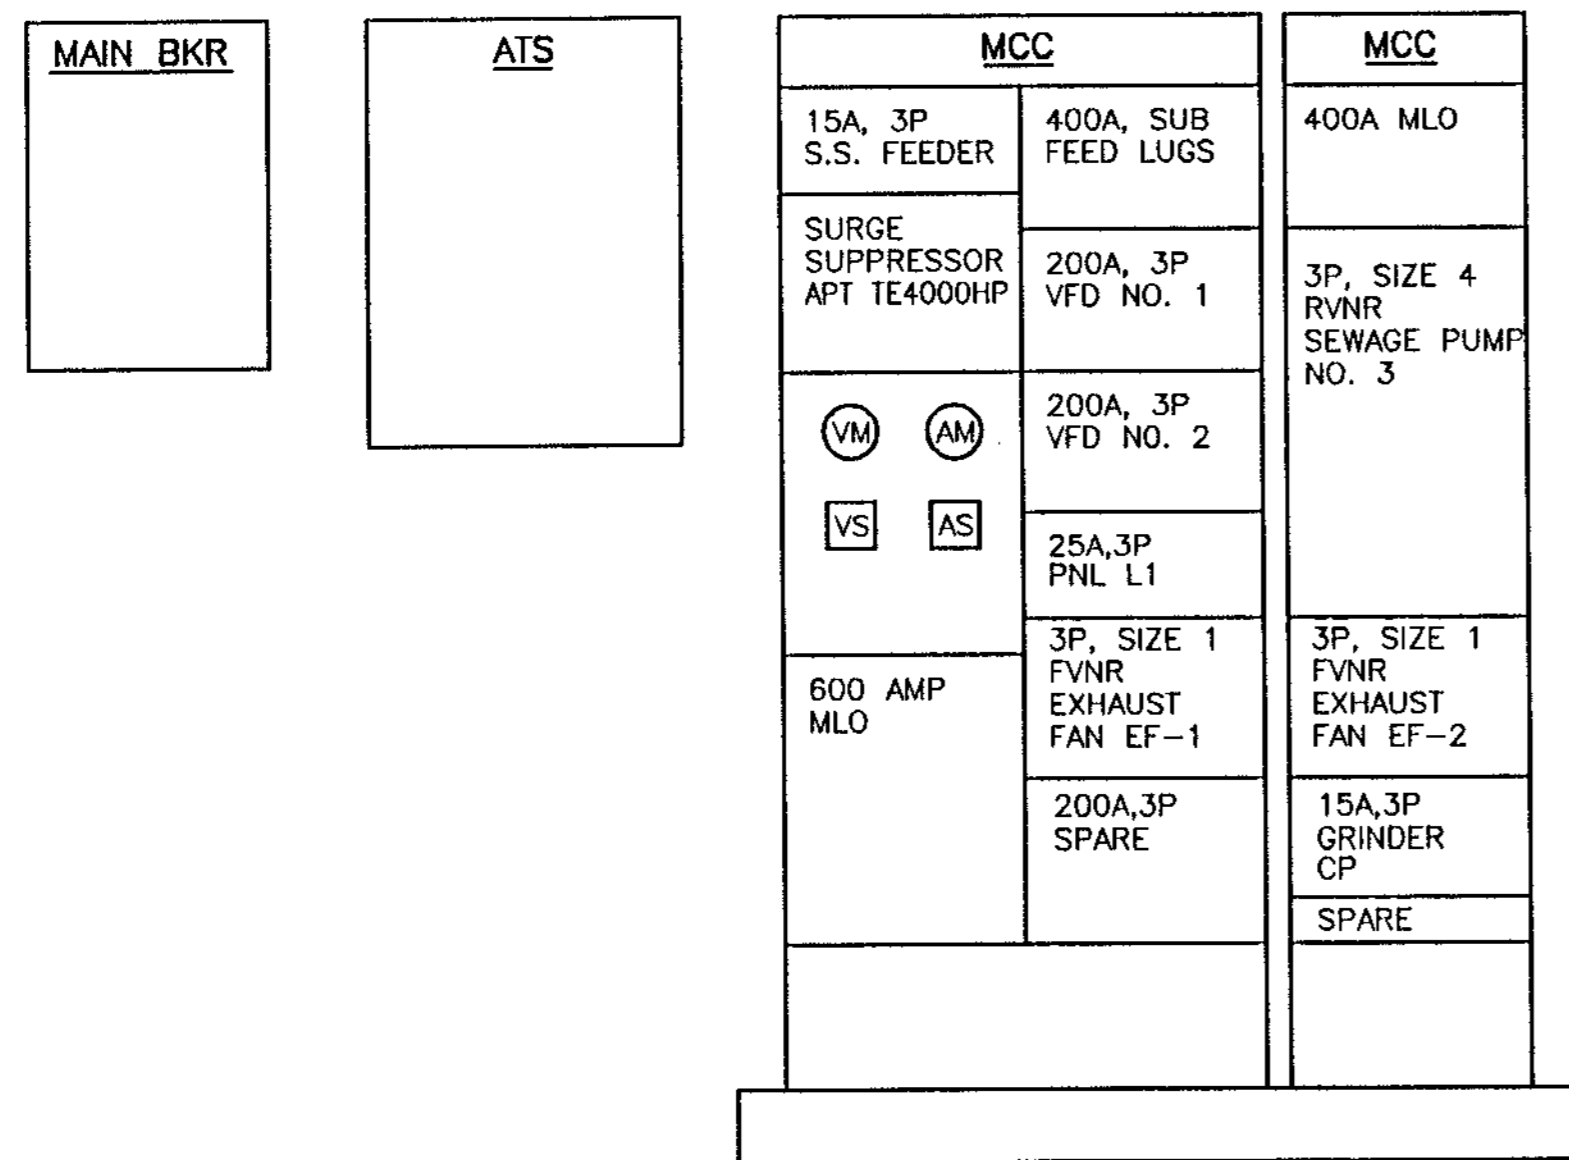 MAIN BKR
ATS
MCC
15A, 3P
S.S. FEEDER
SURGE
SUPPRESSOR
APT TE4000HP
VM
AM
VS
AS
600 AMP
MLO
400A, SUB
FEED LUGS
200A, 3P
VFD NO. 1
200A, 3P
VFD NO. 2
25A,3P
PNL L1
3P, SIZE 1
FVNR
EXHAUST
FAN EF-1
200A,3P
SPARE
MCC
400A MLO
3P, SIZE 4
RVNR
SEWAGE PUMP
NO. 3
3P, SIZE 1
FVNR
EXHAUST
FAN EF-2
15A,3P
GRINDER
CP
SPARE